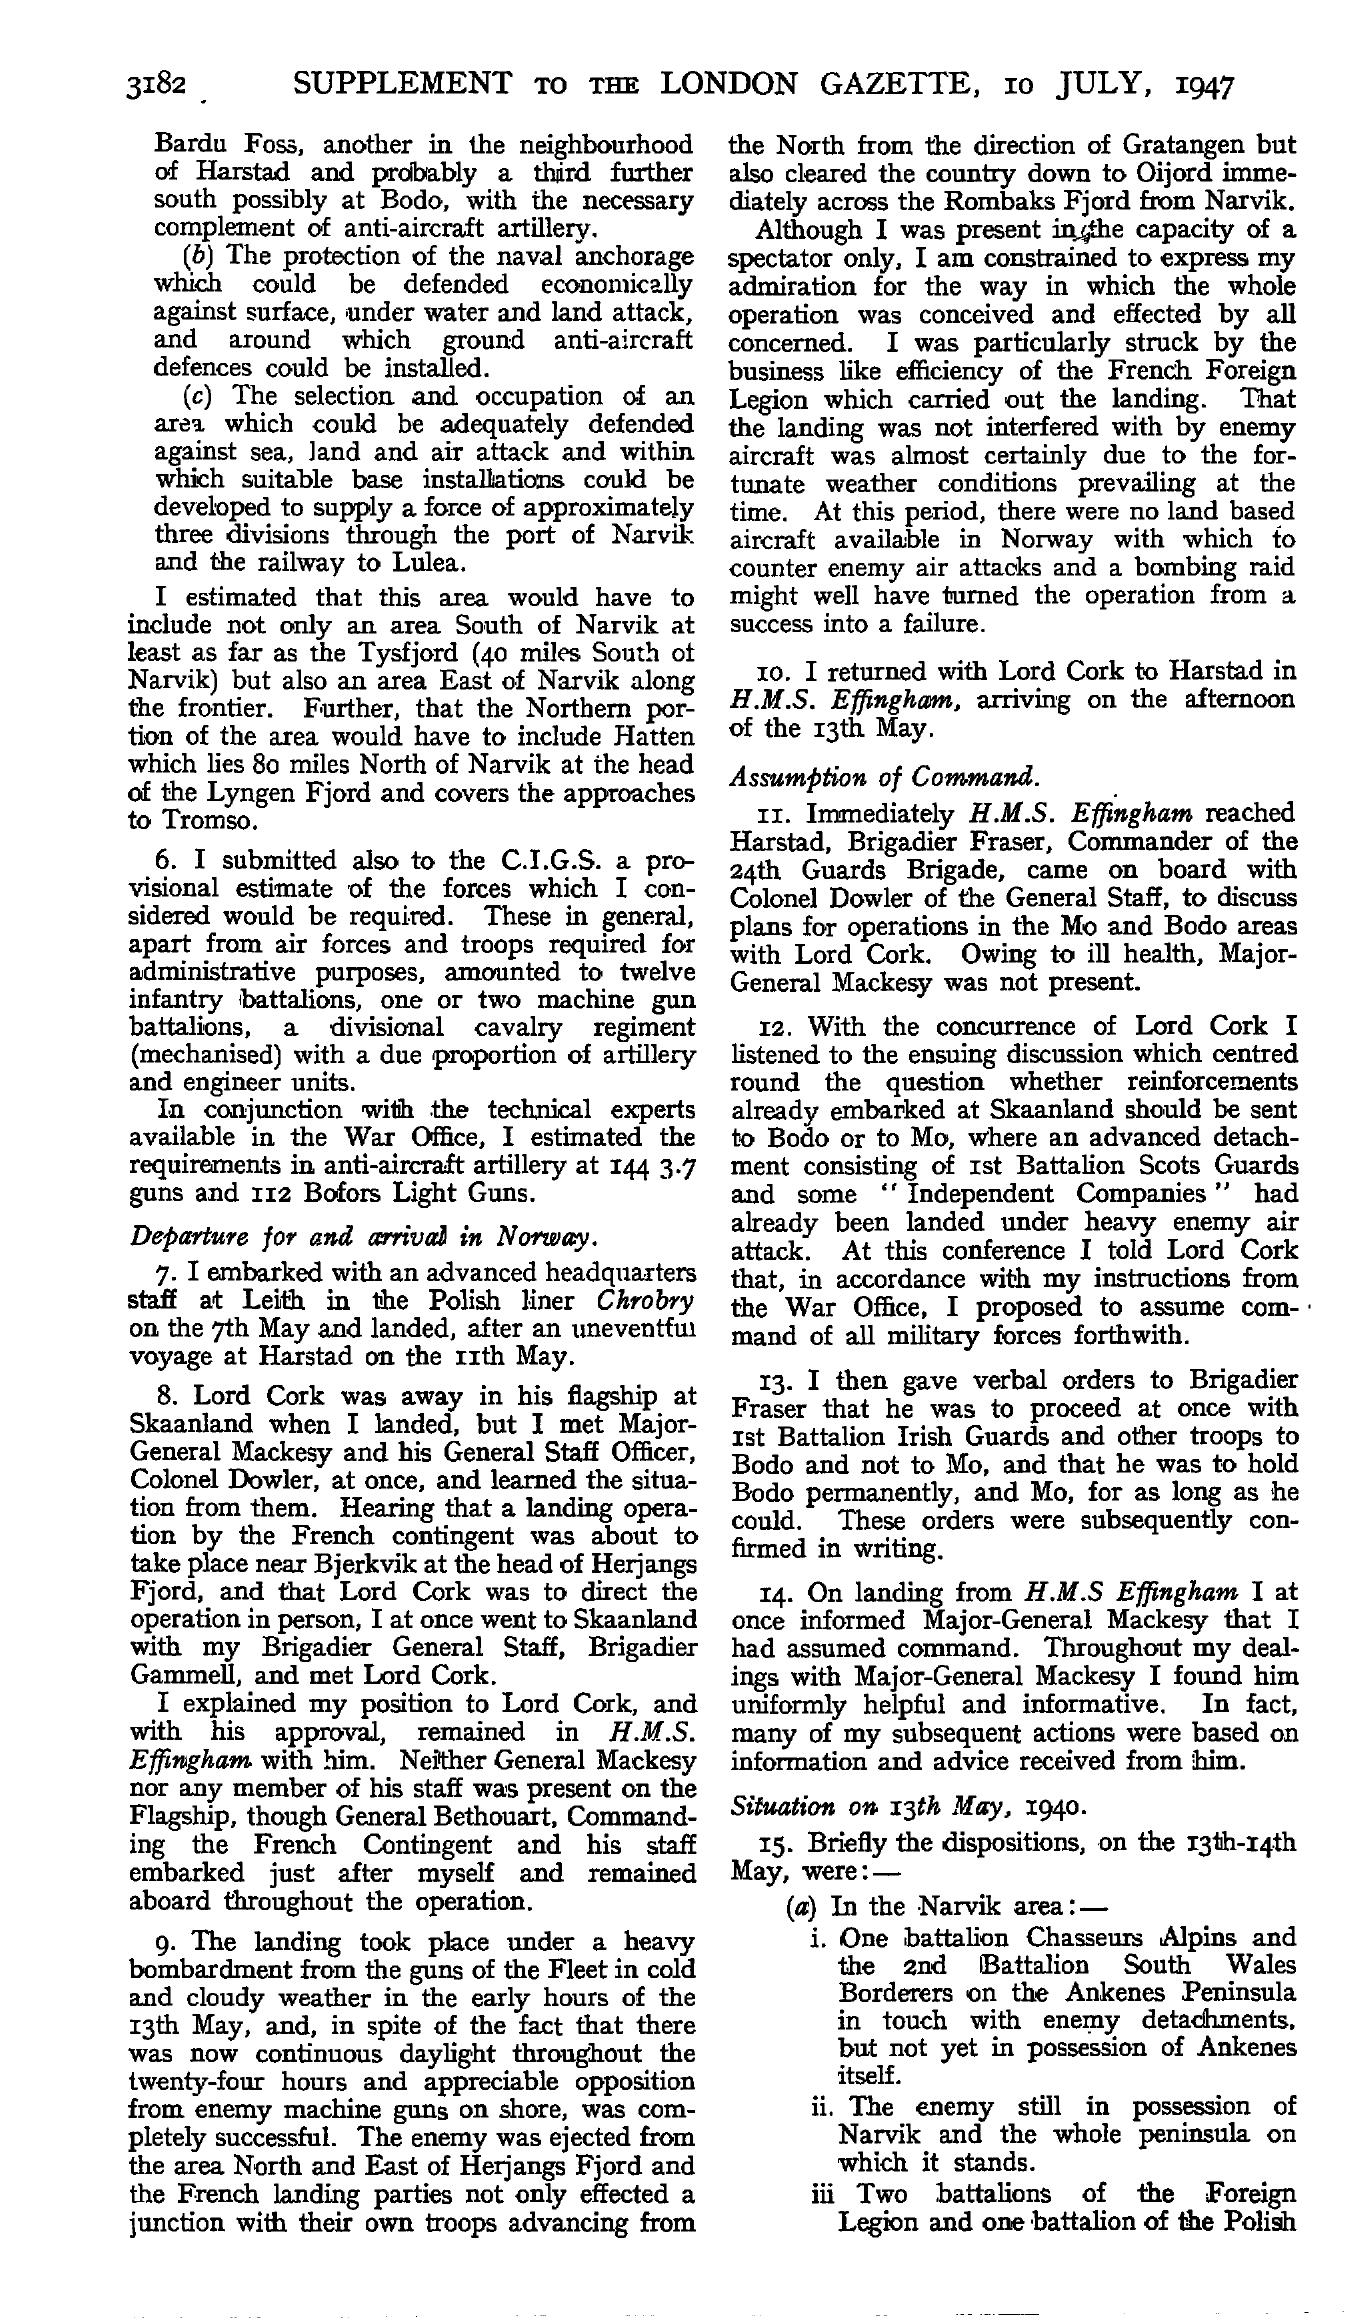 3182 SUPPLEMENT TO THE LONDON GAZETTE, 10 JULY, 1947
Bardu Foss, another in the neighbourhood
of Harstad and probably a third further
south possibly at Bodo, with the necessary
complement of anti-aircraft artillery.
(b) The protection of the naval anchorage
which could be defended economically
against surface, under water and land attack,
and around which ground anti-aircraft
defences could be installed.
(c) The selection and occupation of an
area which could be adequately defended
against sea, land and air attack and within
which suitable base installations could be
developed to supply a force of approximately
three divisions through the port of Narvik
and the railway to Lulea.
I estimated that this area would have to
include not only an area South of Narvik at
least as far as the Tysfjord (40 miles South of
Narvik) but also an area East of Narvik along
the frontier. Further, that the Northern por-
tion of the area would have to include Hatten
which lies 80 miles North of Narvik at the head
of the Lyngen Fjord and covers the approaches
to Tromso.
6. I submitted also to the C.I.G.S. a pro-
visional estimate of the forces which I con-
sidered would be required. These in general,
apart from air forces and troops required for
administrative purposes, amounted to twelve
infantry battalions, one or two machine gun
battalions, a divisional cavalry regiment
(mechanised) with a due proportion of artillery
and engineer units.
In conjunction with the technical experts
available in the War Office, I estimated the
requirements in anti-aircraft artillery at 144 3.7
guns and 112 Bofors Light Guns.
Departure for and arrival in Norway.
7. I embarked with an advanced headquarters
staff at Leith in the Polish liner Chrobry
on the 7th May and landed, after an uneventful
voyage at Harstad on the 11th May.
8. Lord Cork was away in his flagship at
Skaanland when I landed, but I met Major-
General Mackesy and his General Staff Officer,
Colonel Dowler, at once, and learned the situa-
tion from them. Hearing that a landing opera-
tion by the French contingent was about to
take place near Bjerkvik at the head of Herjangs
Fjord, and that Lord Cork was to direct the
operation in person, I at once went to Skaanland
with my Brigadier General Staff, Brigadier
Gammell, and met Lord Cork.
I explained my position to Lord Cork, and
with his approval, remained in H.M.S.
Effingham with him. Neither General Mackesy
nor any member of his staff was present on the
Flagship, though General Bethouart, Command-
ing the French Contingent and his staff
embarked just after myself and remained
aboard throughout the operation.
9. The landing took place under a heavy
bombardment from the guns of the Fleet in cold
and cloudy weather in the early hours of the
13th May, and, in spite of the fact that there
was now continuous daylight throughout the
twenty-four hours and appreciable opposition
from enemy machine guns on shore, was com-
pletely successful. The enemy was ejected from
the area North and East of Herjangs Fjord and
the French landing parties not only effected a
junction with their own troops advancing from
the North from the direction of Gratangen but
also cleared the country down to Oijord imme-
diately across the Rombaks Fjord from Narvik.
Although I was present in the capacity of a
spectator only, I am constrained to express my
admiration for the way in which the whole
operation was conceived and effected by all
concerned. I was particularly struck by the
business like efficiency of the French Foreign
Legion which carried out the landing. That
the landing was not interfered with by enemy
aircraft was almost certainly due to the for-
tunate weather conditions prevailing at the
time. At this period, there were no land based
aircraft available in Norway with which to
counter enemy air attacks and a bombing raid
might well have turned the operation from a
success into a failure.
10. I returned with Lord Cork to Harstad in
H.M.S. Effingham, arriving on the afternoon
of the 13th May.
Assumption of Command.
11. Immediately H.M.S. Effingham reached
Harstad, Brigadier Fraser, Commander of the
24th Guards Brigade, came on board with
Colonel Dowler of the General Staff, to discuss
plans for operations in the Mo and Bodo areas
with Lord Cork. Owing to ill health, Major-
General Mackesy was not present.
12. With the concurrence of Lord Cork I
listened to the ensuing discussion which centred
round the question whether reinforcements
already embarked at Skaanland should be sent
to Bodo or to Mo, where an advanced detach-
ment consisting of 1st Battalion Scots Guards
and some "Independent Companies" had
already been landed under heavy enemy air
attack. At this conference I told Lord Cork
that, in accordance with my instructions from
the War Office, I proposed to assume com-
mand of all military forces forthwith.
13. I then gave verbal orders to Brigadier
Fraser that he was to proceed at once with
1st Battalion Irish Guards and other troops to
Bodo and not to Mo, and that he was to hold
Bodo permanently, and Mo, for as long as he
could. These orders were subsequently con-
firmed in writing.
14. On landing from H.M.S Effingham I at
once informed Major-General Mackesy that I
had assumed command. Throughout my deal-
ings with Major-General Mackesy I found him
uniformly helpful and informative. In fact,
many of my subsequent actions were based on
information and advice received from him.
Situation on 13th May, 1940.
15. Briefly the dispositions, on the 13th-14th
May, were:—
(a) In the Narvik area:—
i. One battalion Chasseurs Alpins and
the 2nd Battalion South Wales
Borderers on the Ankenes Peninsula
in touch with enemy detachments,
but not yet in possession of Ankenes
itself.
ii. The enemy still in possession of
Narvik and the whole peninsula on
which it stands.
iii Two battalions of the Foreign
Legion and one battalion of the Polish